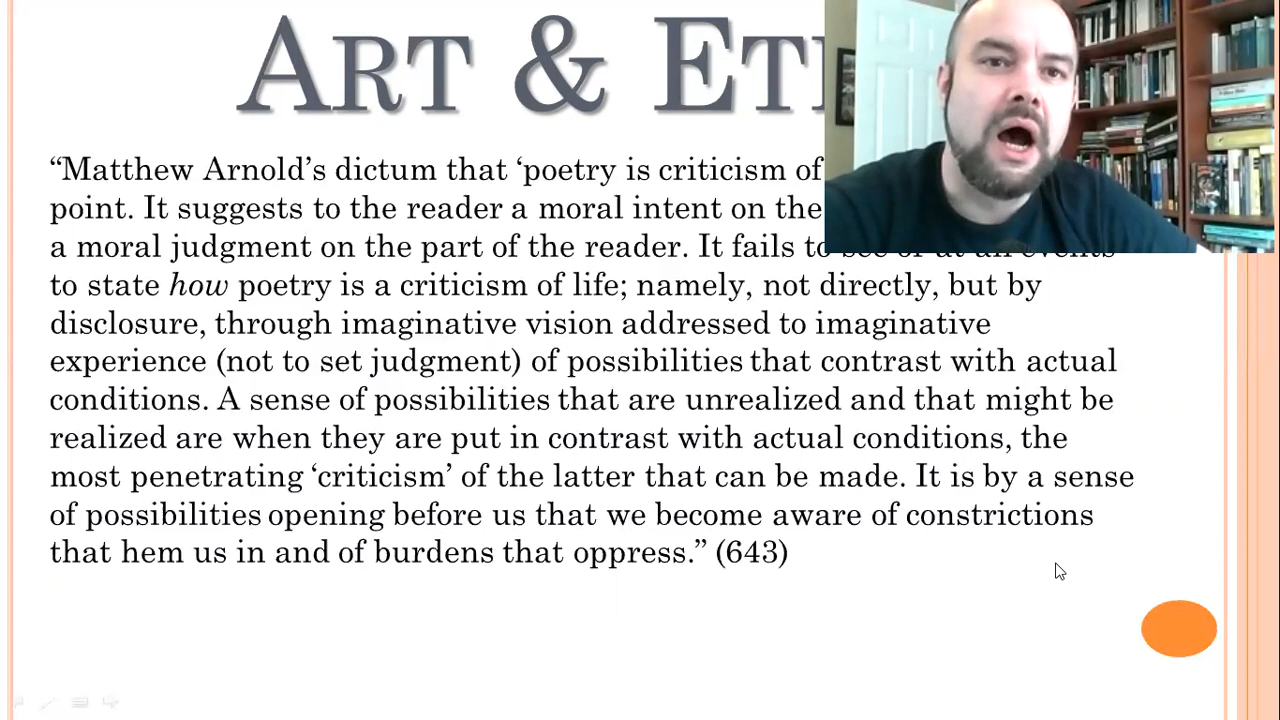 ART & ET
“Matthew Arnold’s dictum that ‘poetry is criticism of
point. It suggests to the reader a moral intent on the
a moral judgment on the part of the reader. It fails to see or at all events
to state how poetry is a criticism of life; namely, not directly, but by
disclosure, through imaginative vision addressed to imaginative
experience (not to set judgment) of possibilities that contrast with actual
conditions. A sense of possibilities that are unrealized and that might be
realized are when they are put in contrast with actual conditions, the
most penetrating ‘criticism’ of the latter that can be made. It is by a sense
of possibilities opening before us that we become aware of constrictions
that hem us in and of burdens that oppress.” (643)